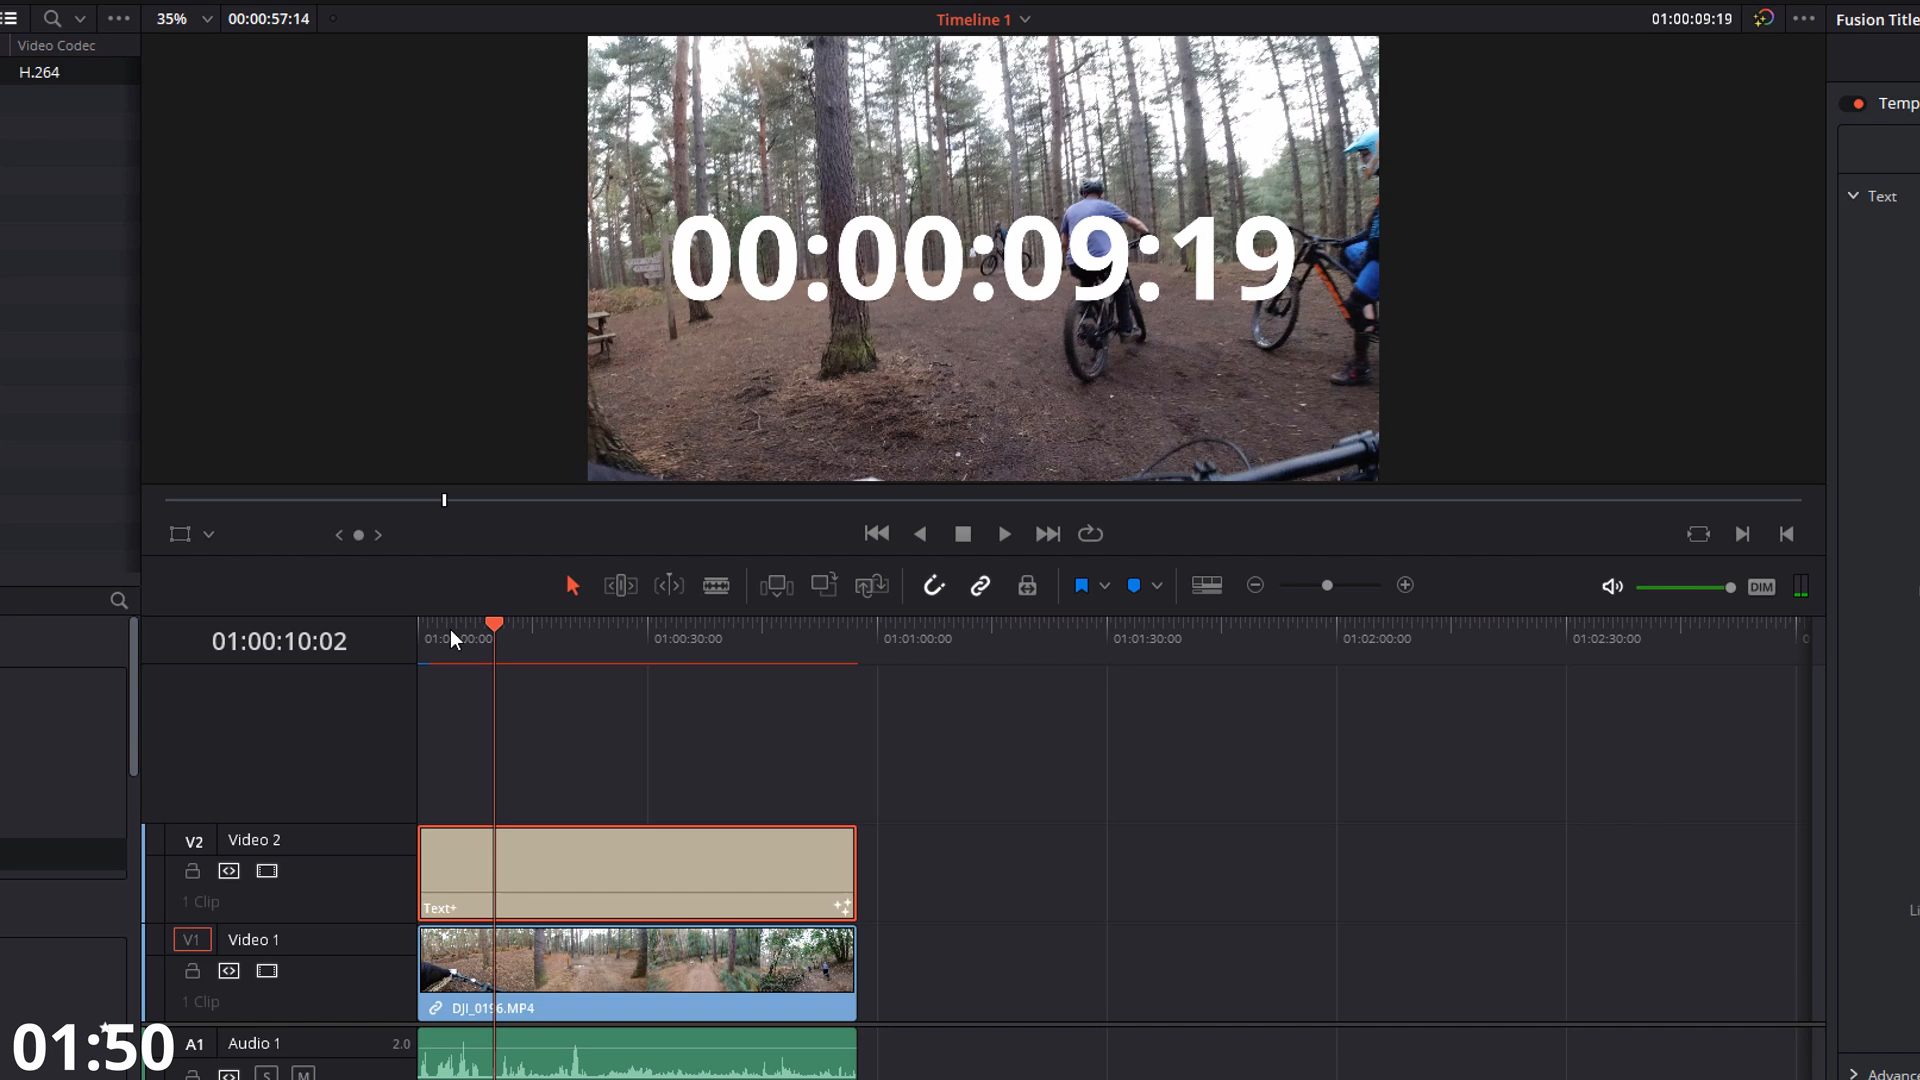 35%
00:00:57:14
Timeline 1
01:00:09:19
Fusion Title
Video Codec
H.264
Temp
Text
00:00:09:19
DIM
01:00:10:02
01:00:00:00
01:00:30:00
01:01:00:00
01:01:30:00
01:02:00:00
01:02:30:00
V2
Video 2
1 Clip
Text+
V1
Video 1
1 Clip
DJI_0196.MP4
01:50
A1
Audio 1
2.0
S
M
Li
Advance